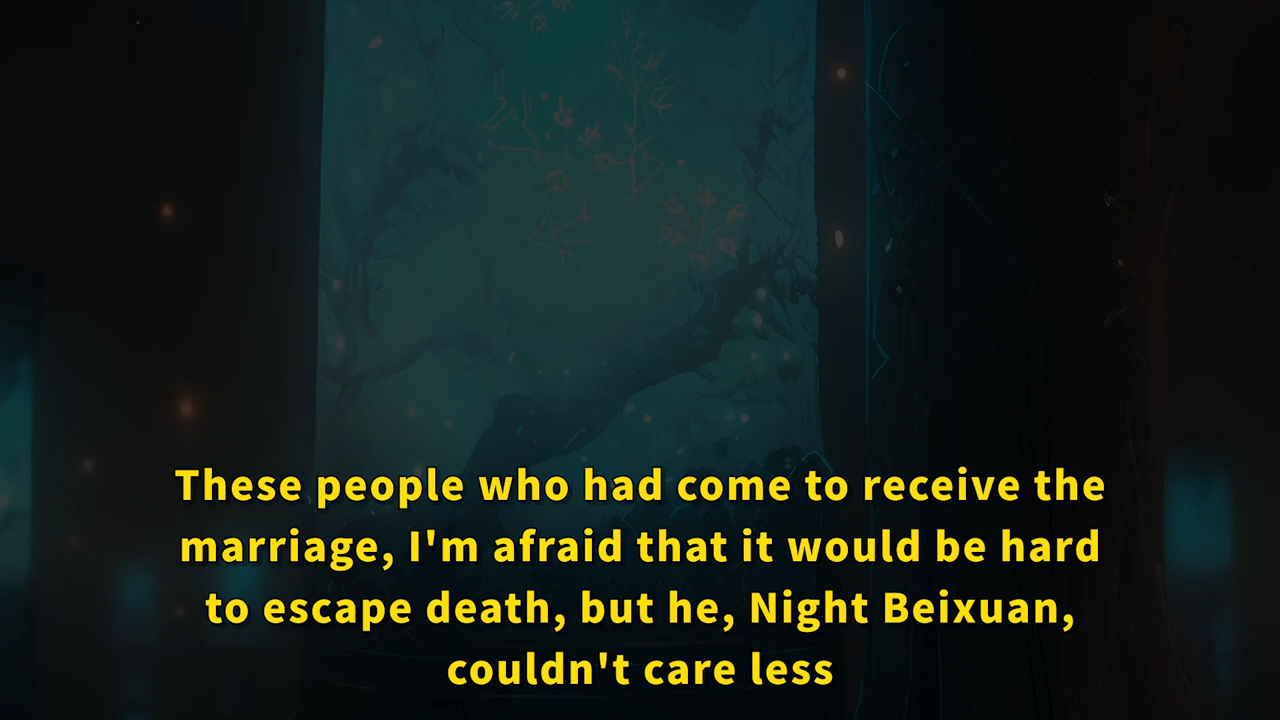 These people who had come to receive the
marriage, I'm afraid that it would be hard
to escape death, but he, Night Beixuan,
couldn't care less